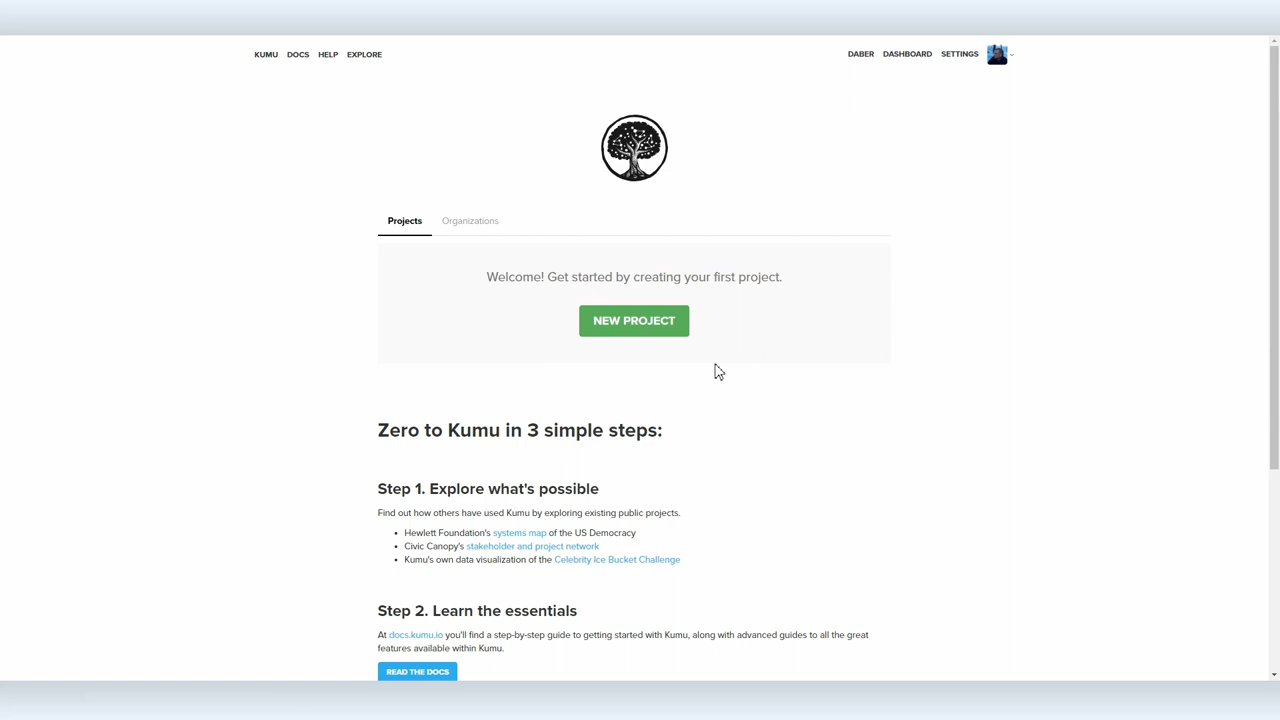 KUMU DOCS HELP EXPLORE
DABER DASHBOARD SETTINGS
Projects Organizations
Welcome! Get started by creating your first project.
NEW PROJECT
Zero to Kumu in 3 simple steps:
Step 1. Explore what's possible
Find out how others have used Kumu by exploring existing public projects.
• Hewlett Foundation's systems map of the US Democracy
• Civic Canopy's stakeholder and project network
• Kumu's own data visualization of the Celebrity Ice Bucket Challenge
Step 2. Learn the essentials
At docs.kumu.io you'll find a step-by-step guide to getting started with Kumu, along with advanced guides to all the great
features available within Kumu.
READ THE DOCS